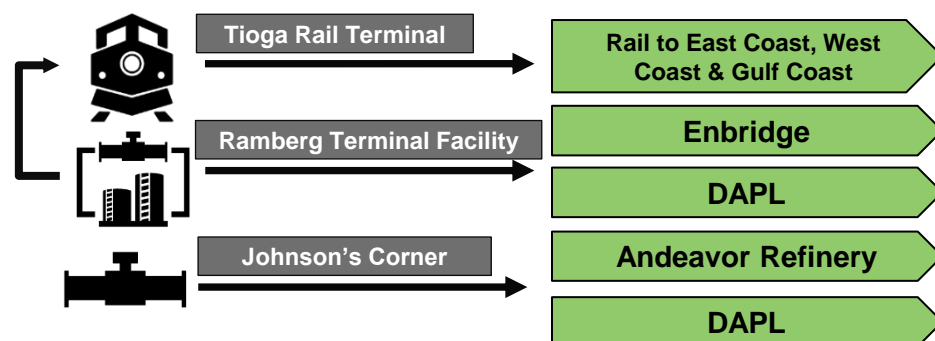 Tioga Rail Terminal
Rail to East Coast, West
Coast & Gulf Coast
Ramberg Terminal Facility
Enbridge
DAPL
Johnson's Corner
Andeavor Refinery
DAPL